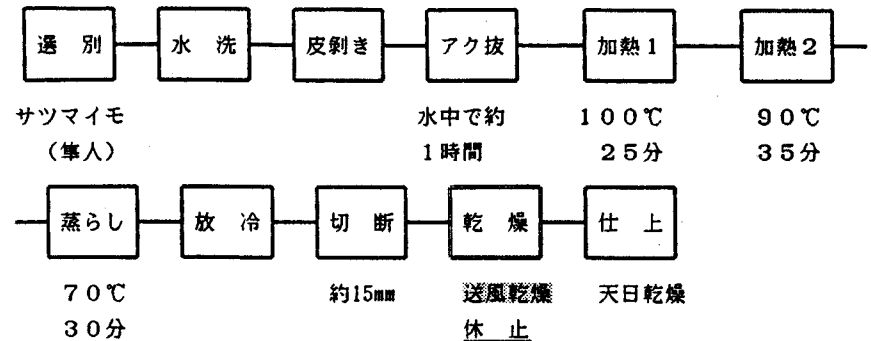 選別 水洗 皮剝き アク抜 加熱1 加熱2
サツマイモ 水中で約 100℃ 90℃
(隼人) 1時間 25分 35分
蒸らし 放冷 切断 乾燥 仕上
70℃ 約15mm 送風乾燥 天日乾燥
30分 休止